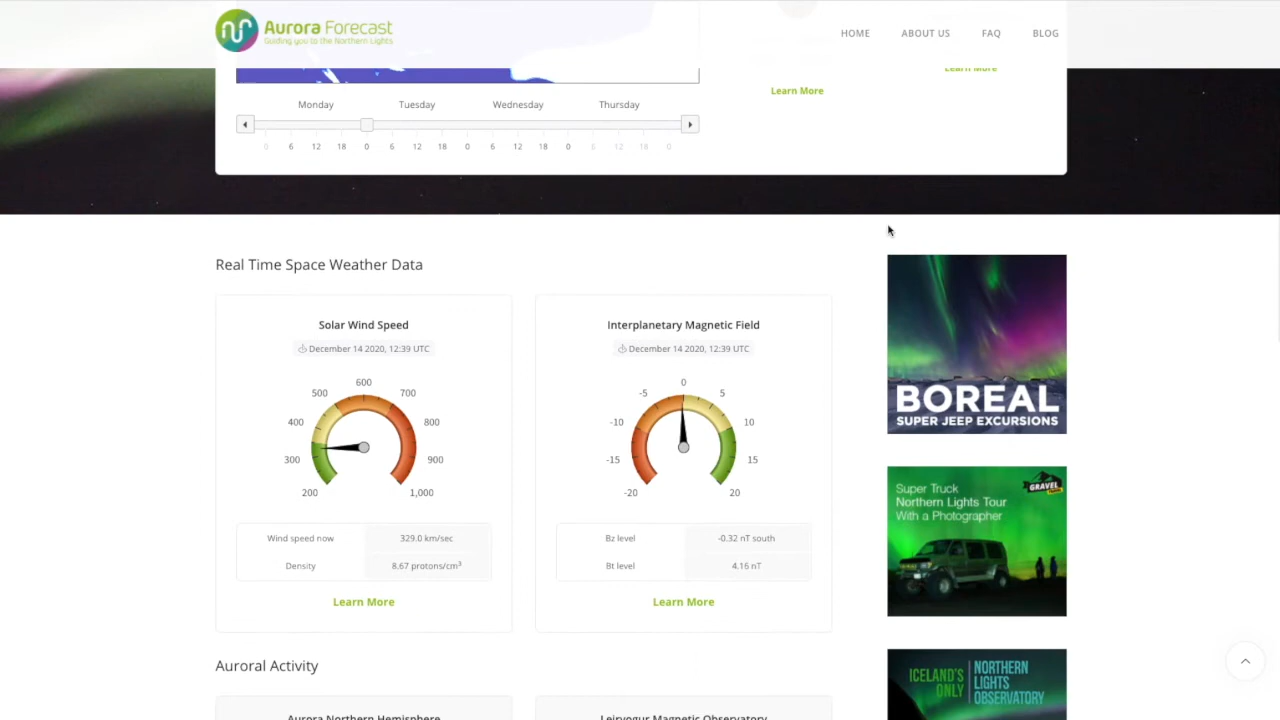 Aurora Forecast
Guiding you to the Northern Lights
HOME ABOUT US FAQ BLOG
Learn More
Learn More
Monday Tuesday Wednesday Thursday
0 6 12 18 0 6 12 18 0 6 12 18 0 6 12 18 0
Real Time Space Weather Data
Solar Wind Speed
December 14 2020, 12:39 UTC
600
500 700
400 800
300 900
200 1,000
Wind speed now 329.0 km/sec
Density 8.67 protons/cm³
Learn More
Interplanetary Magnetic Field
December 14 2020, 12:39 UTC
0
-5 5
-10 10
-15 15
-20 20
Bz level -0.32 nT south
Bt level 4.16 nT
Learn More
BOREAL
SUPER JEEP EXCURSIONS
Super Truck
Northern Lights Tour
With a Photographer
GRAVEL
ICELAND'S
ONLY
NORTHERN
LIGHTS
OBSERVATORY
Auroral Activity
Aurora Northern Hemisphere
Leirvogur Magnetic Observatory